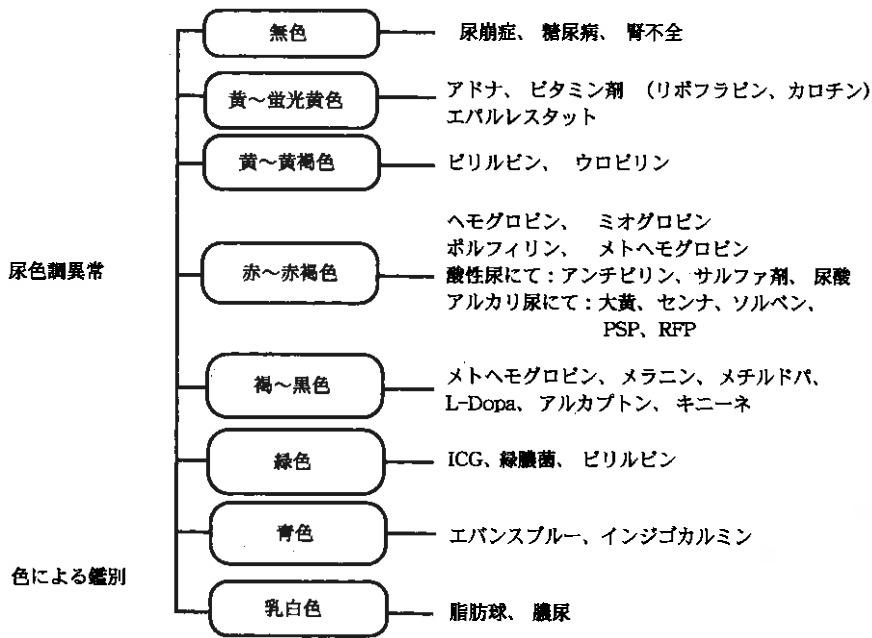 無色
尿崩症、 糖尿病、 腎不全
黄～蛍光黄色
アドナ、 ビタミン剤 （リボフラビン、カロチン）
エパルレスタット
黄～黄褐色
ビリルビン、 ウロビリン
尿色調異常
赤～赤褐色
ヘモグロビン、 ミオグロビン
ポルフィリン、 メトヘモグロビン
酸性尿にて：アンチピリン、サルファ剤、 尿酸
アルカリ尿にて：大黄、センナ、ソルベン、
PSP、RFP
褐～黒色
メトヘモグロビン、メラニン、メチルドパ、
L-Dopa、アルカプトン、キニーネ
緑色
ICG、緑膿菌、 ビリルビン
青色
エバンスブルー、インジゴカルミン
色による鑑別
乳白色
脂肪球、 膿尿